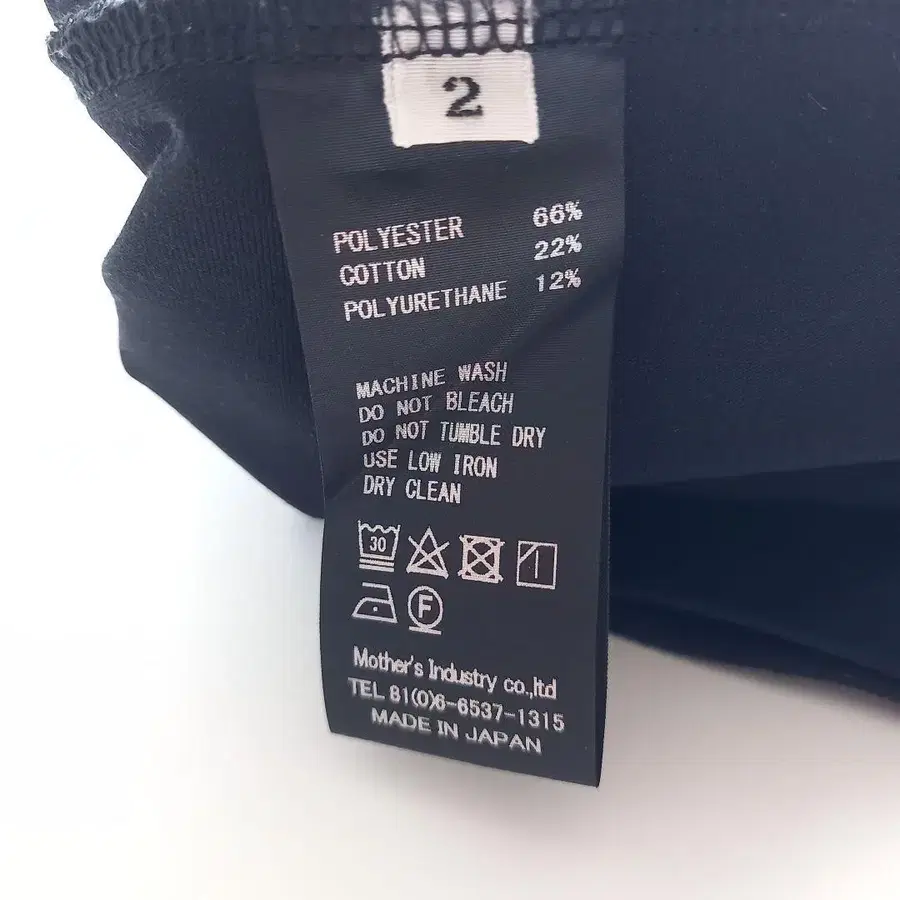 2
POLYESTER 66%
COTTON 22%
POLYURETHANE 12%
MACHINE WASH
DO NOT BLEACH
DO NOT TUMBLE DRY
USE LOW IRON
DRY CLEAN
30
F
Mother's Industry co.,ltd
TEL 81(0)6-6537-1315
MADE IN JAPAN